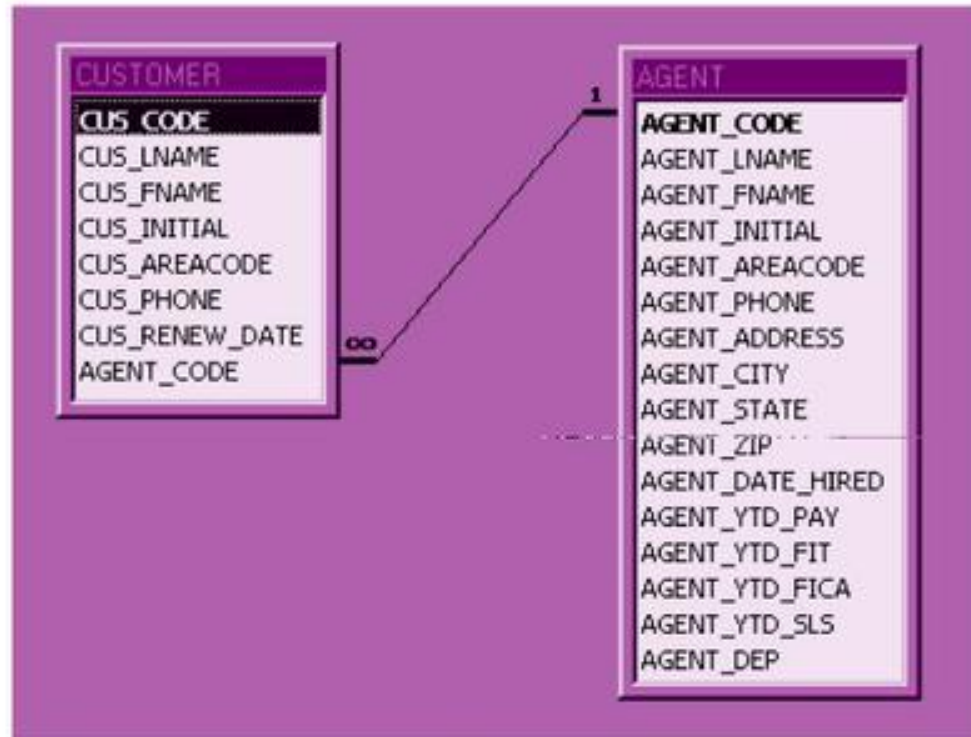 CUSTOMER
CUS_CODE
CUS_LNAME
CUS_FNAME
CUS_INITIAL
CUS_AREACODE
CUS_PHONE
CUS_RENEW_DATE
AGENT_CODE
∞
1
AGENT
AGENT_CODE
AGENT_LNAME
AGENT_FNAME
AGENT_INITIAL
AGENT_AREACODE
AGENT_PHONE
AGENT_ADDRESS
AGENT_CITY
AGENT_STATE
AGENT_ZIP
AGENT_DATE_HIRED
AGENT_YTD_PAY
AGENT_YTD_FIT
AGENT_YTD_FICA
AGENT_YTD_SLS
AGENT_DEP